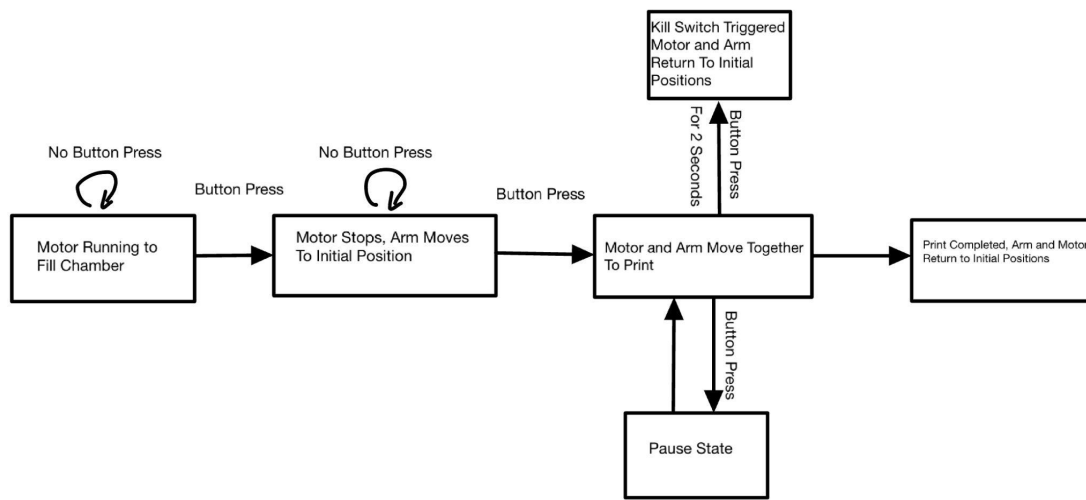 Kill Switch Triggered
Motor and Arm
Return To Initial
Positions
For 2 Seconds
Button Press
No Button Press
No Button Press
Button Press
Button Press
Motor Running to
Fill Chamber
Motor Stops, Arm Moves
To Initial Position
Motor and Arm Move Together
To Print
Print Completed, Arm and Motor
Return to Initial Positions
Button Press
Pause State